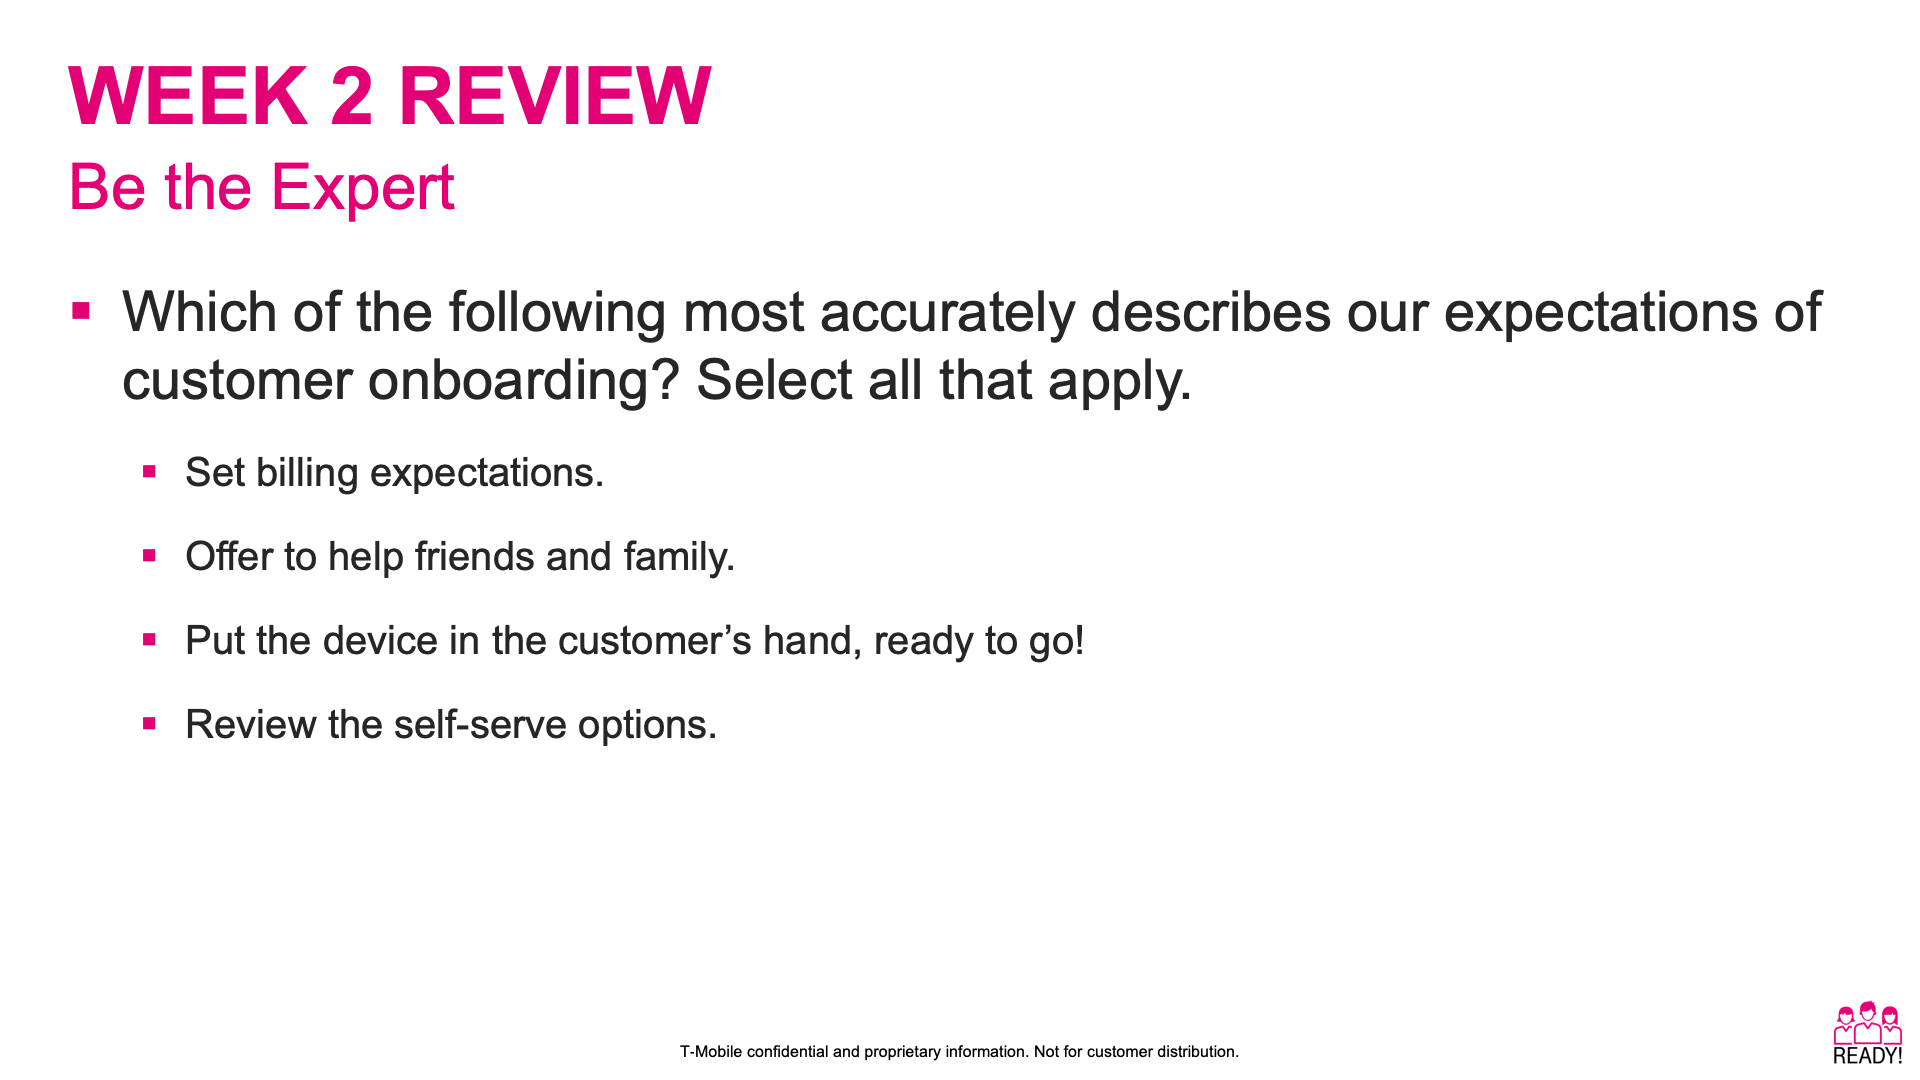 WEEK 2 REVIEW
Be the Expert
▪ Which of the following most accurately describes our expectations of
customer onboarding? Select all that apply.
▪ Set billing expectations.
▪ Offer to help friends and family.
▪ Put the device in the customer’s hand, ready to go!
▪ Review the self-serve options.
T-Mobile confidential and proprietary information. Not for customer distribution.
READY!